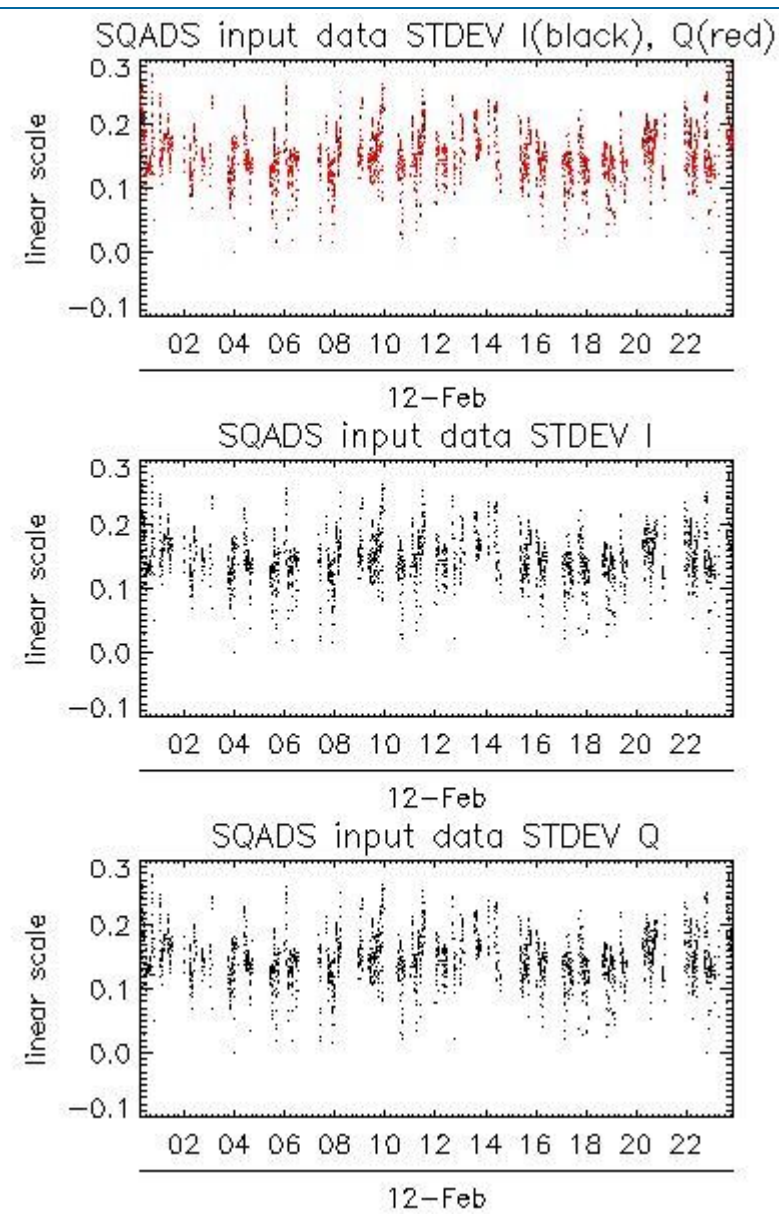 SQADS input data STDEV I(black), Q(red)
0.3
0.2
0.1
0.0
−0.1
linear scale
02 04 06 08 10 12 14 16 18 20 22
12−Feb
SQADS input data STDEV I
0.3
0.2
0.1
0.0
−0.1
linear scale
02 04 06 08 10 12 14 16 18 20 22
12−Feb
SQADS input data STDEV Q
0.3
0.2
0.1
0.0
−0.1
linear scale
02 04 06 08 10 12 14 16 18 20 22
12−Feb